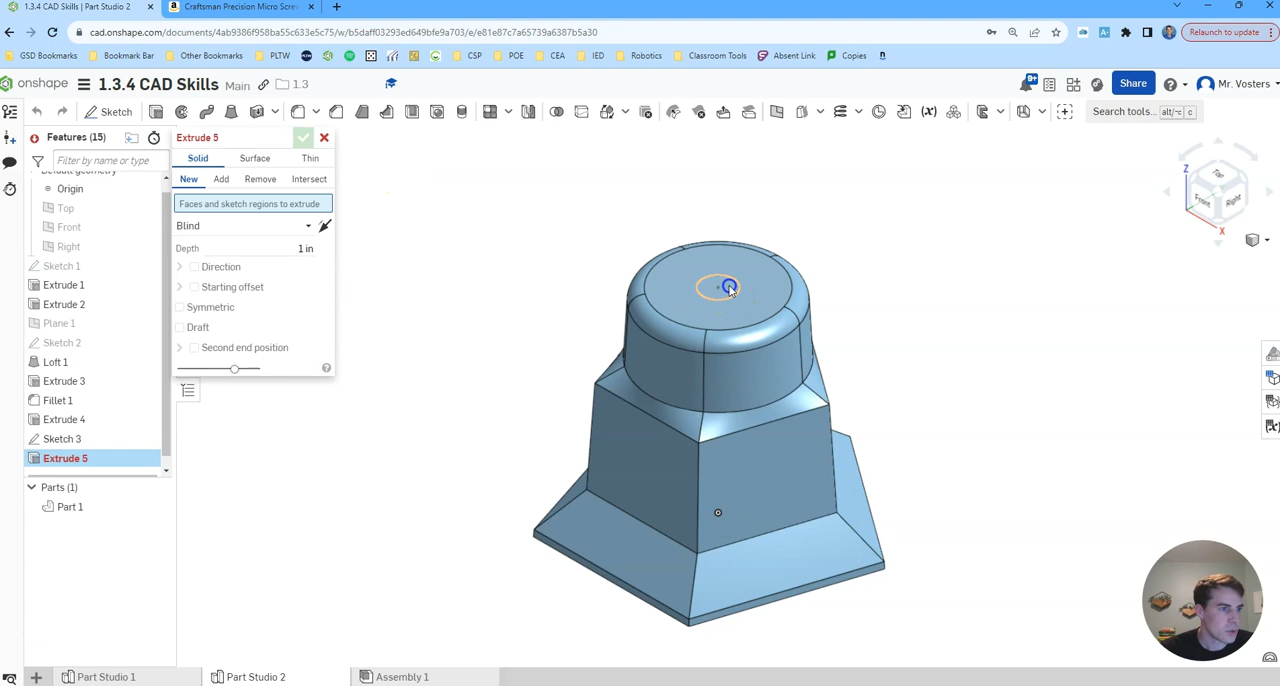 1.3.4 CAD Skills | Part Studio 2
Craftsman Precision Micro Scre
cad.onshape.com/documents/4ab9386f958ba55c633e5c75/w/b5daff03293ed649bfe9a703/e/e81e87c7a65739a6387b5a30
Relaunch to update
GSD Bookmarks
Bookmark Bar
Other Bookmarks
PLTW
CSP
POE
CEA
IED
Robotics
Classroom Tools
Absent Link
Copies
onshape
1.3.4 CAD Skills
Main
1.3
9+
Share
Mr. Vosters
Sketch
Search tools...
alt/⌥
c
Features (15)
Filter by name or type
Default geometry
Origin
Top
Front
Right
Sketch 1
Extrude 1
Extrude 2
Plane 1
Sketch 2
Loft 1
Extrude 3
Fillet 1
Extrude 4
Sketch 3
Extrude 5
Parts (1)
Part 1
Extrude 5
Solid
Surface
Thin
New
Add
Remove
Intersect
Faces and sketch regions to extrude
Blind
Depth
1 in
Direction
Starting offset
Symmetric
Draft
Second end position
Z
Top
Front
Right
X
Part Studio 1
Part Studio 2
Assembly 1